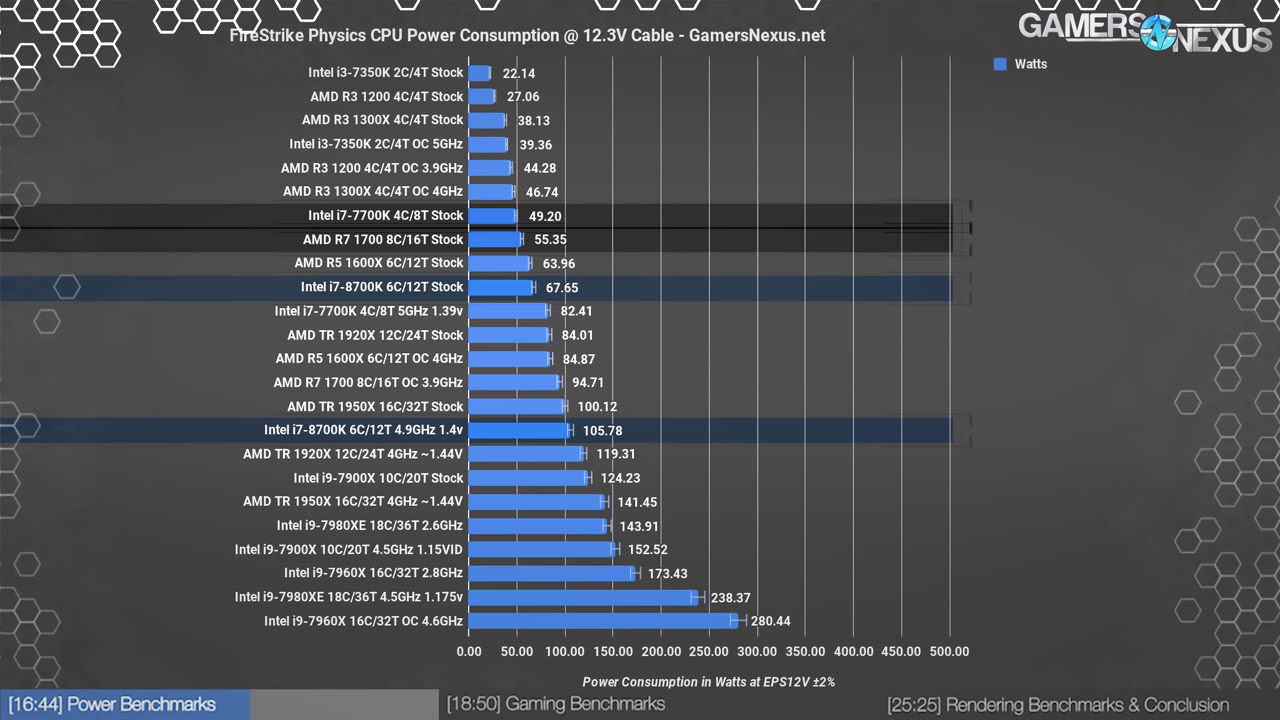 FireStrike Physics CPU Power Consumption @ 12.3V Cable - GamersNexus.net
GAMERS NEXUS
Watts
Intel i3-7350K 2C/4T Stock 22.14
AMD R3 1200 4C/4T Stock 27.06
AMD R3 1300X 4C/4T Stock 38.13
Intel i3-7350K 2C/4T OC 5GHz 39.36
AMD R3 1200 4C/4T OC 3.9GHz 44.28
AMD R3 1300X 4C/4T OC 4GHz 46.74
Intel i7-7700K 4C/8T Stock 49.20
AMD R7 1700 8C/16T Stock 55.35
AMD R5 1600X 6C/12T Stock 63.96
Intel i7-8700K 6C/12T Stock 67.65
Intel i7-7700K 4C/8T 5GHz 1.39v 82.41
AMD TR 1920X 12C/24T Stock 84.01
AMD R5 1600X 6C/12T OC 4GHz 84.87
AMD R7 1700 8C/16T OC 3.9GHz 94.71
AMD TR 1950X 16C/32T Stock 100.12
Intel i7-8700K 6C/12T 4.9GHz 1.4v 105.78
AMD TR 1920X 12C/24T 4GHz ~1.44V 119.31
Intel i9-7900X 10C/20T Stock 124.23
AMD TR 1950X 16C/32T 4GHz ~1.44V 141.45
Intel i9-7980XE 18C/36T 2.6GHz 143.91
Intel i9-7900X 10C/20T 4.5GHz 1.15VID 152.52
Intel i9-7960X 16C/32T 2.8GHz 173.43
Intel i9-7980XE 18C/36T 4.5GHz 1.175v 238.37
Intel i9-7960X 16C/32T OC 4.6GHz 280.44
0.00 50.00 100.00 150.00 200.00 250.00 300.00 350.00 400.00 450.00 500.00
Power Consumption in Watts at EPS12V ±2%
[16:44] Power Benchmarks [18:50] Gaming Benchmarks [25:25] Rendering Benchmarks & Conclusion